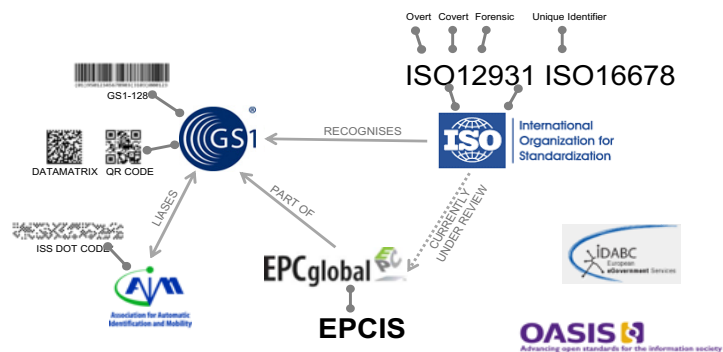 Overt Covert Forensic Unique Identifier
ISO12931 ISO16678
GS1-128
®
GS1
RECOGNISES
ISO
International
Organization for
Standardization
DATAMATRIX QR CODE
LIASES
PART OF
CURRENTLY
UNDER REVIEW
ISS DOT CODE
EPCglobal
EPC
iDABC
European
eGovernment Services
AIM
Association for Automatic
Identification and Mobility
EPCIS
OASIS
Advancing open standards for the information society